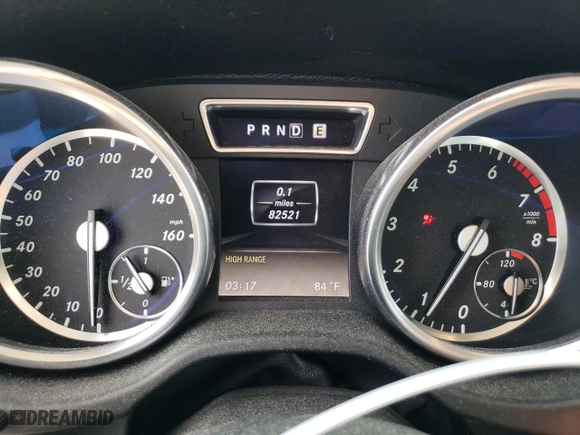 P R N D E
0.1
miles
82521
HIGH RANGE
03:17 84°F
0 10 20 30 40 50 60 80 100 120 140 160
mph
0 1/2 1
0 1 2 3 4 5 6 7 8
x1000
min
40 80 120
°C
DREAMBID